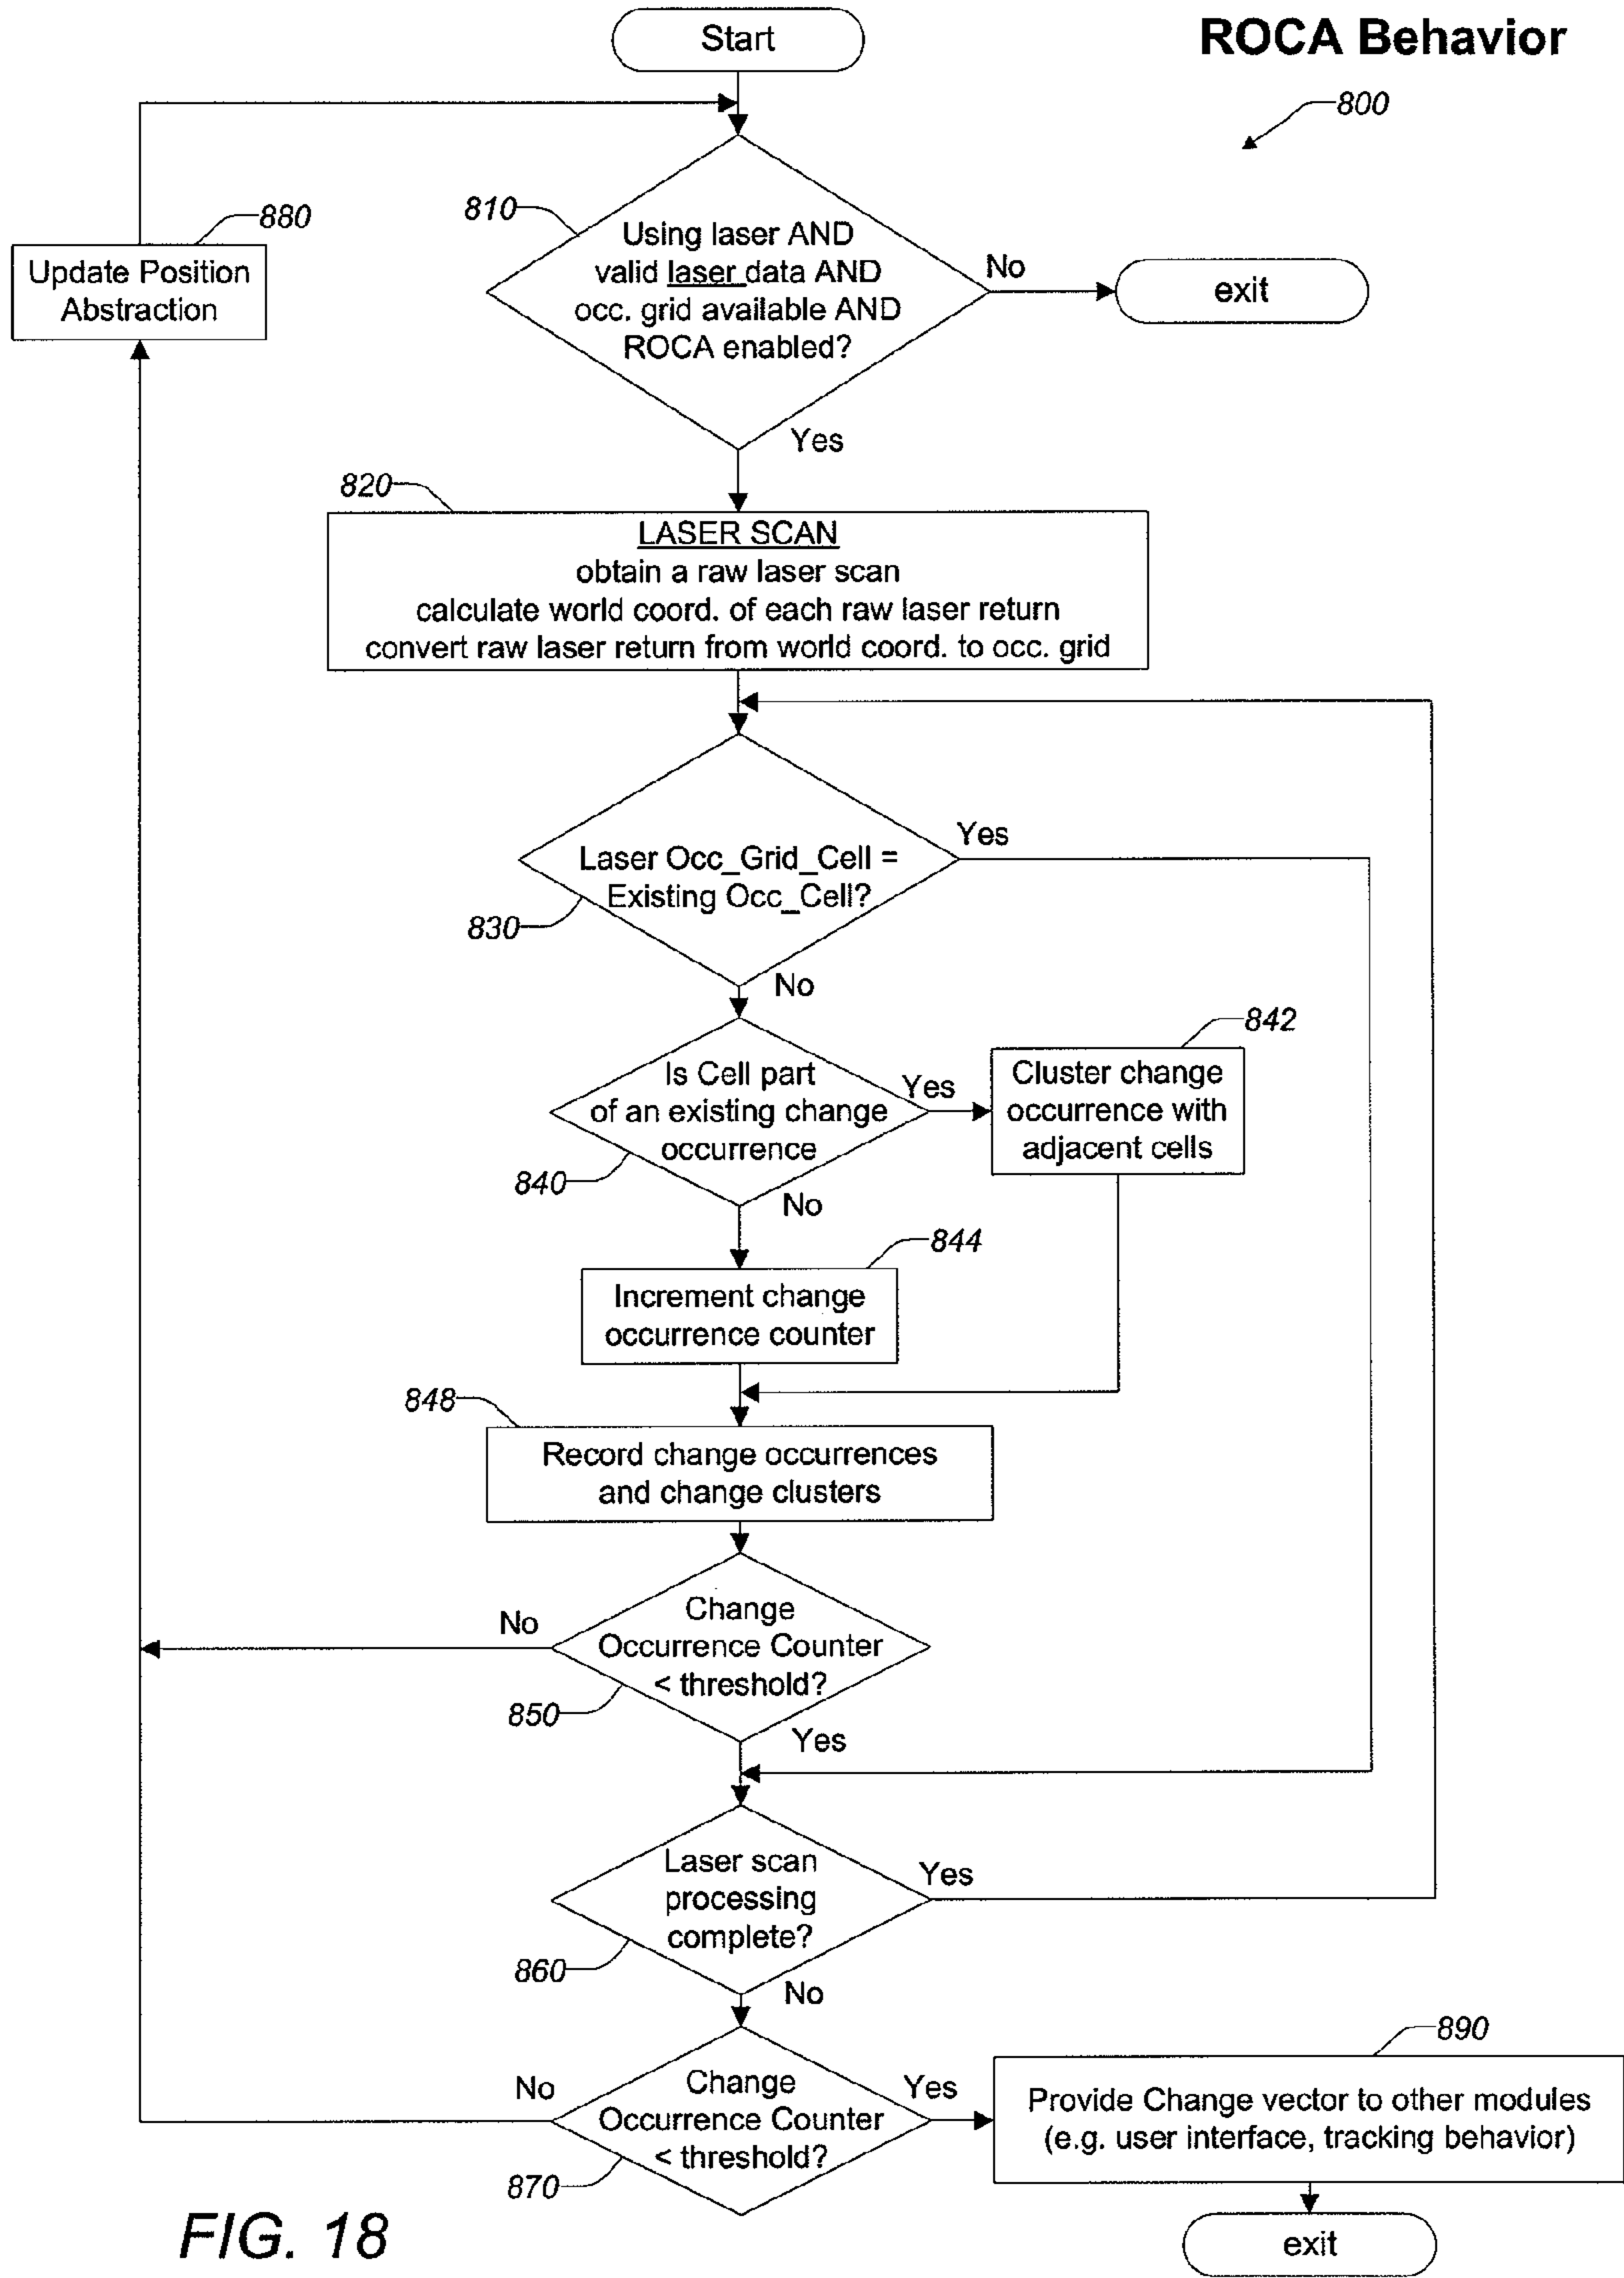 Start
ROCA Behavior
800
810
880
Using laser AND
valid laser data AND
occ. grid available AND
ROCA enabled?
No
exit
Update Position
Abstraction
Yes
820
LASER SCAN
obtain a raw laser scan
calculate world coord. of each raw laser return
convert raw laser return from world coord. to occ. grid
Yes
Laser Occ_Grid_Cell =
Existing Occ_Cell?
830
No
842
Is Cell part
of an existing change
occurrence
Yes
Cluster change
occurrence with
adjacent cells
840
No
844
Increment change
occurrence counter
848
Record change occurrences
and change clusters
No
Change
Occurrence Counter
< threshold?
850
Yes
Laser scan
processing
complete?
Yes
860
No
890
No
Change
Occurrence Counter
< threshold?
Yes
Provide Change vector to other modules
(e.g. user interface, tracking behavior)
870
FIG. 18
exit